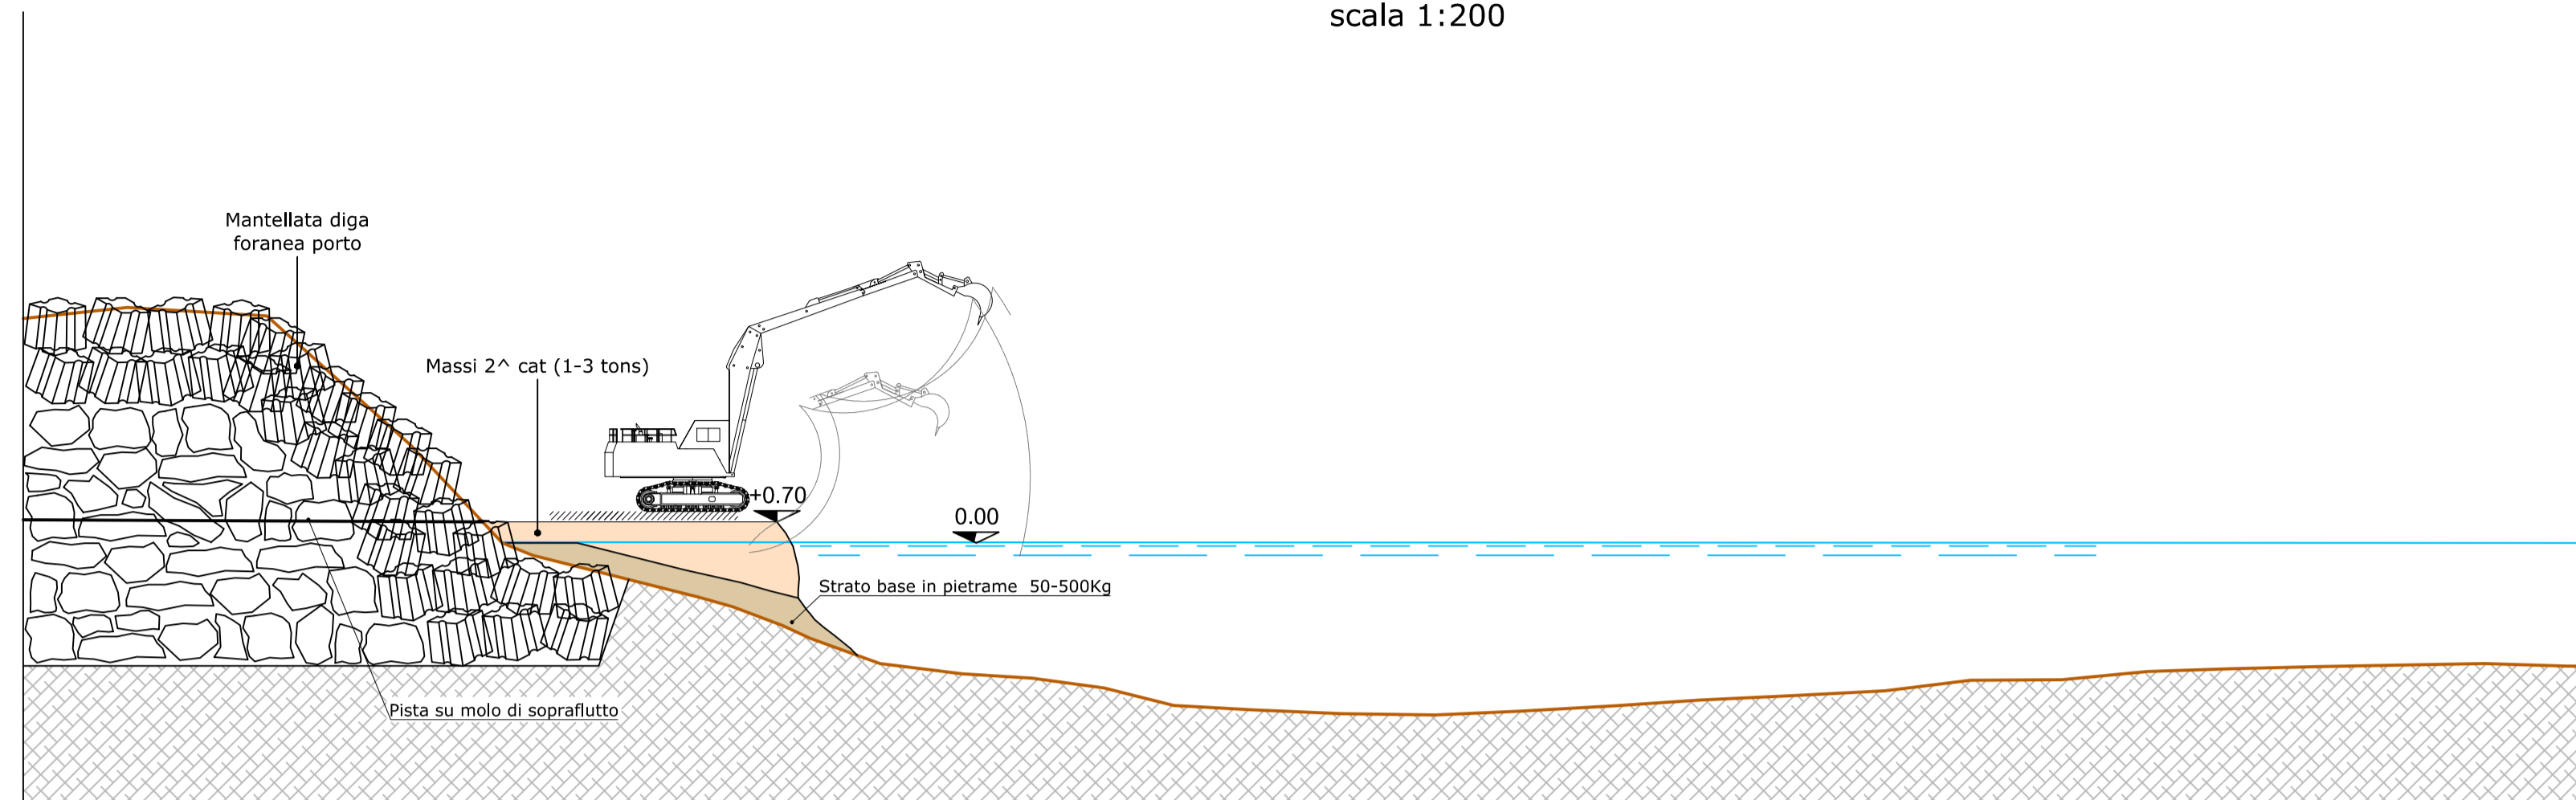 scala 1:200
Mantellata diga
foranea porto
Massi 2^ cat (1-3 tons)
+0.70
0.00
Strato base in pietrame  50-500Kg
Pista su molo di sopraflutto